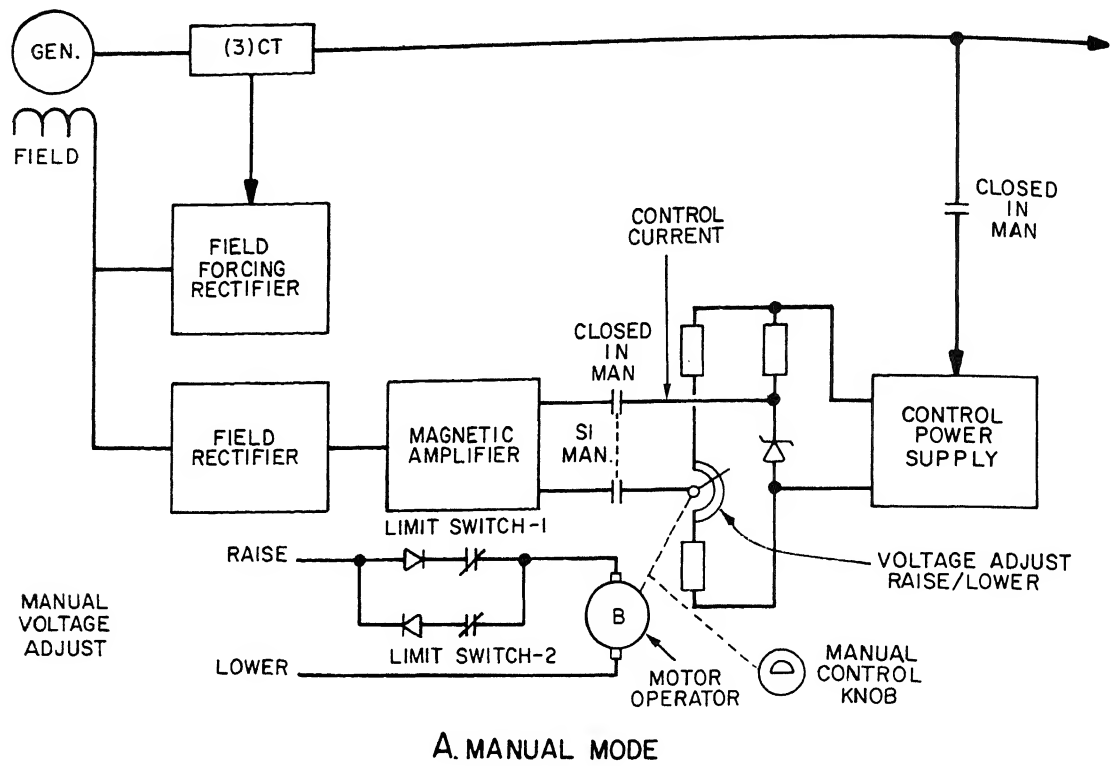 GEN.
(3)CT
FIELD
FIELD
FORCING
RECTIFIER
CLOSED
IN
MAN
CONTROL
CURRENT
CLOSED
IN
MAN
FIELD
RECTIFIER
MAGNETIC
AMPLIFIER
SI
MAN.
CONTROL
POWER
SUPPLY
LIMIT SWITCH-1
RAISE
VOLTAGE ADJUST
RAISE/LOWER
MANUAL
VOLTAGE
ADJUST
B
LIMIT SWITCH-2
LOWER
MOTOR
OPERATOR
MANUAL
CONTROL
KNOB
A. MANUAL MODE